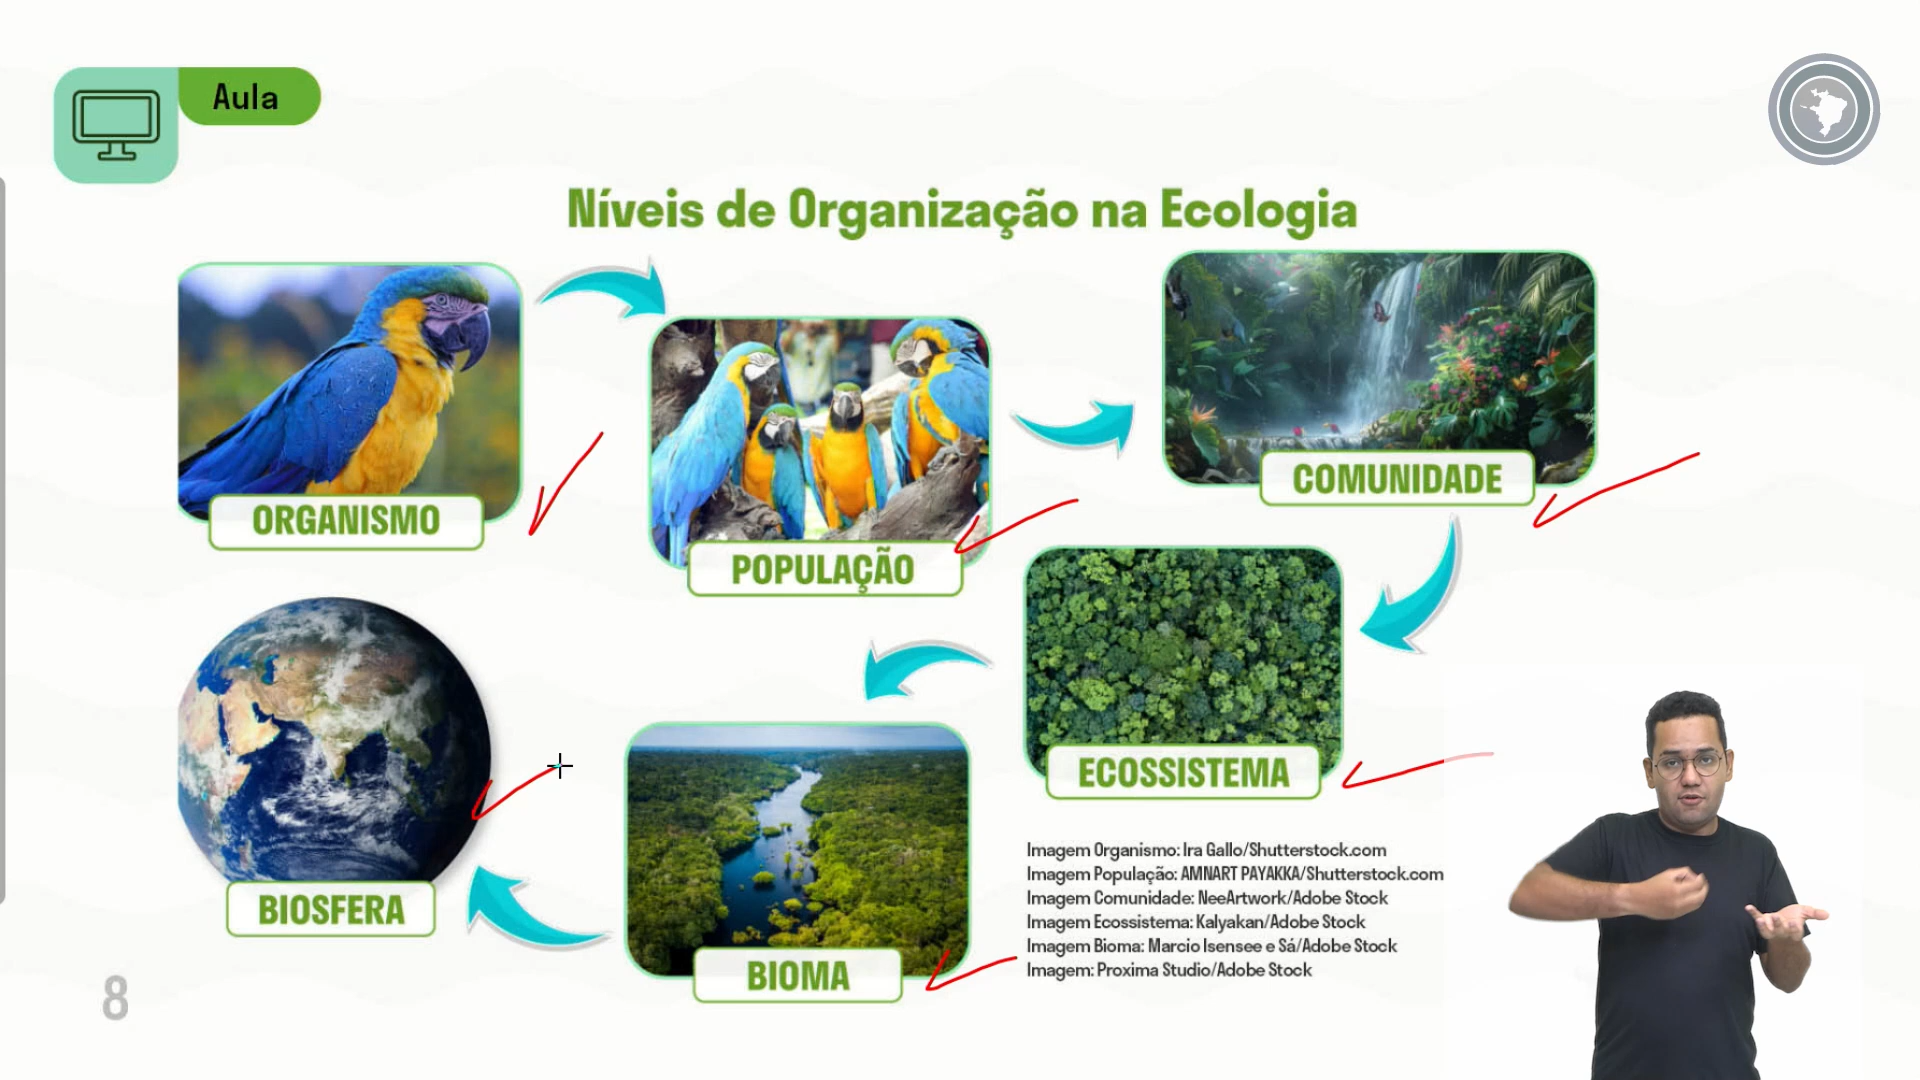 Aula
Níveis de Organização na Ecologia
ORGANISMO
POPULAÇÃO
COMUNIDADE
ECOSSISTEMA
BIOMA
BIOSFERA
Imagem Organismo: Ira Gallo/Shutterstock.com
Imagem População: AMNART PAYAKKA/Shutterstock.com
Imagem Comunidade: NeeArtwork/Adobe Stock
Imagem Ecossistema: Kalyakan/Adobe Stock
Imagem Bioma: Marcio Isensee e Sá/Adobe Stock
Imagem: Proxima Studio/Adobe Stock
8